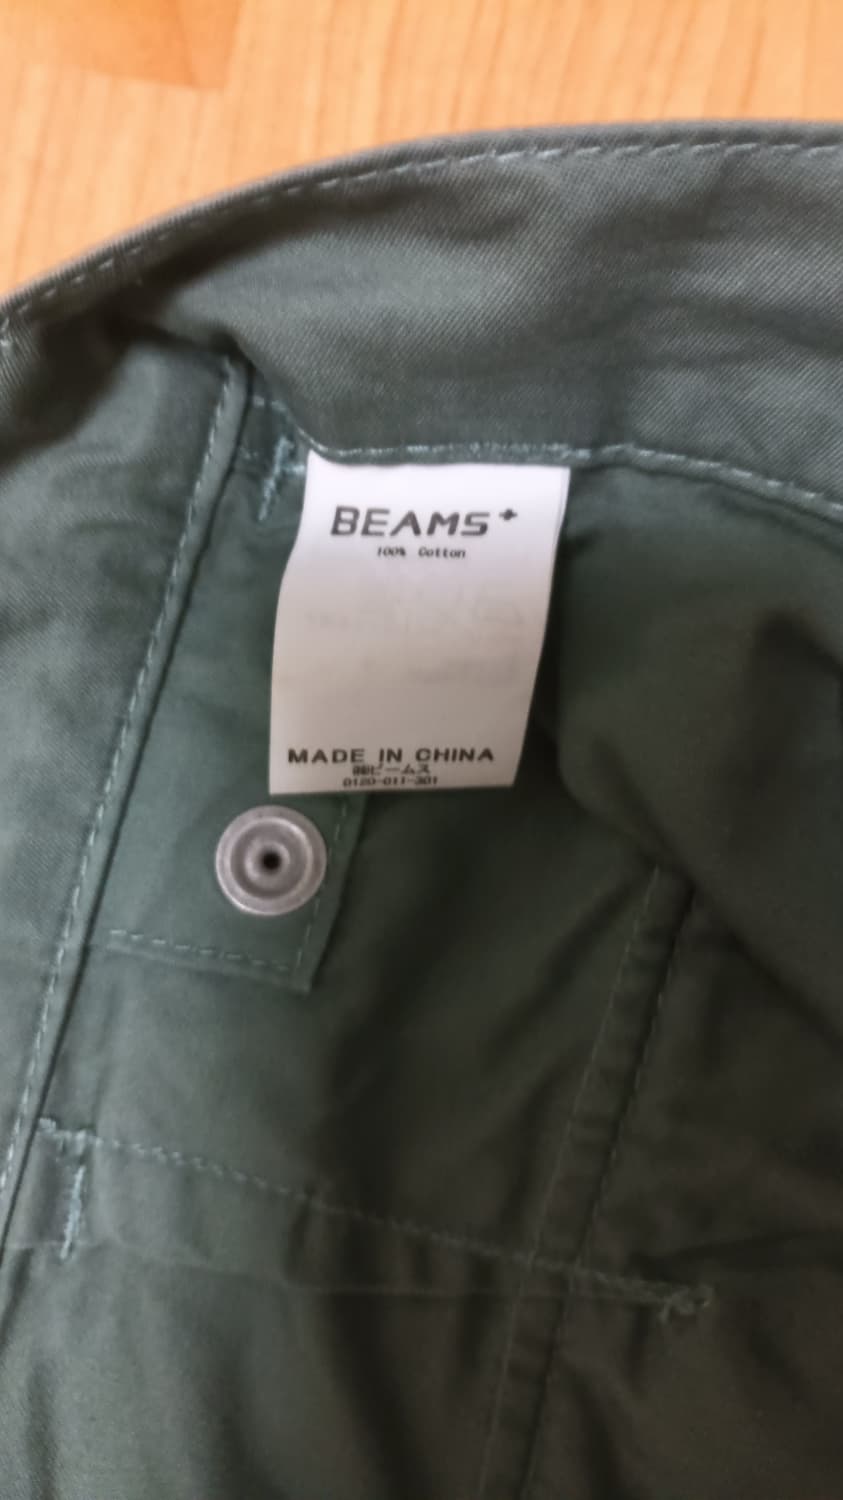 BEAMS+
100% Cotton
MADE IN CHINA
㈱ビームス
0120-011-301